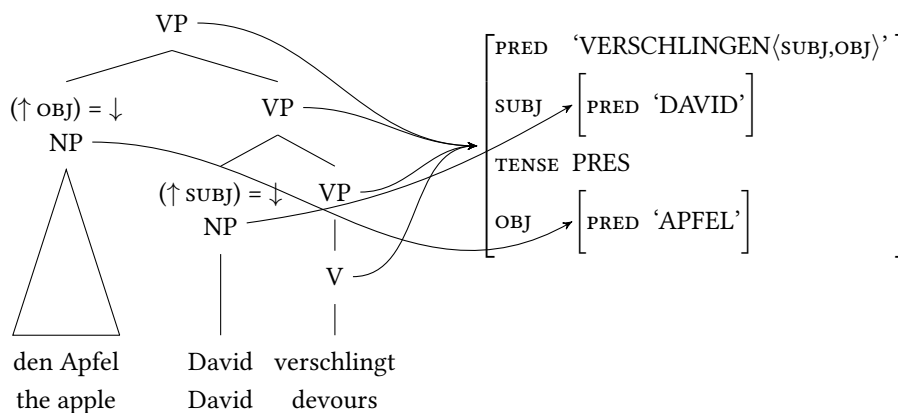 VP
PRED ‘VERSCHLINGEN⟨SUBJ,OBJ⟩’
(↑ OBJ) = ↓ VP SUBJ [PRED ‘DAVID’]
NP
TENSE PRES
(↑ SUBJ) = ↓ VP
NP OBJ [PRED ‘APFEL’]
V
den Apfel David verschlingt
the apple David devours